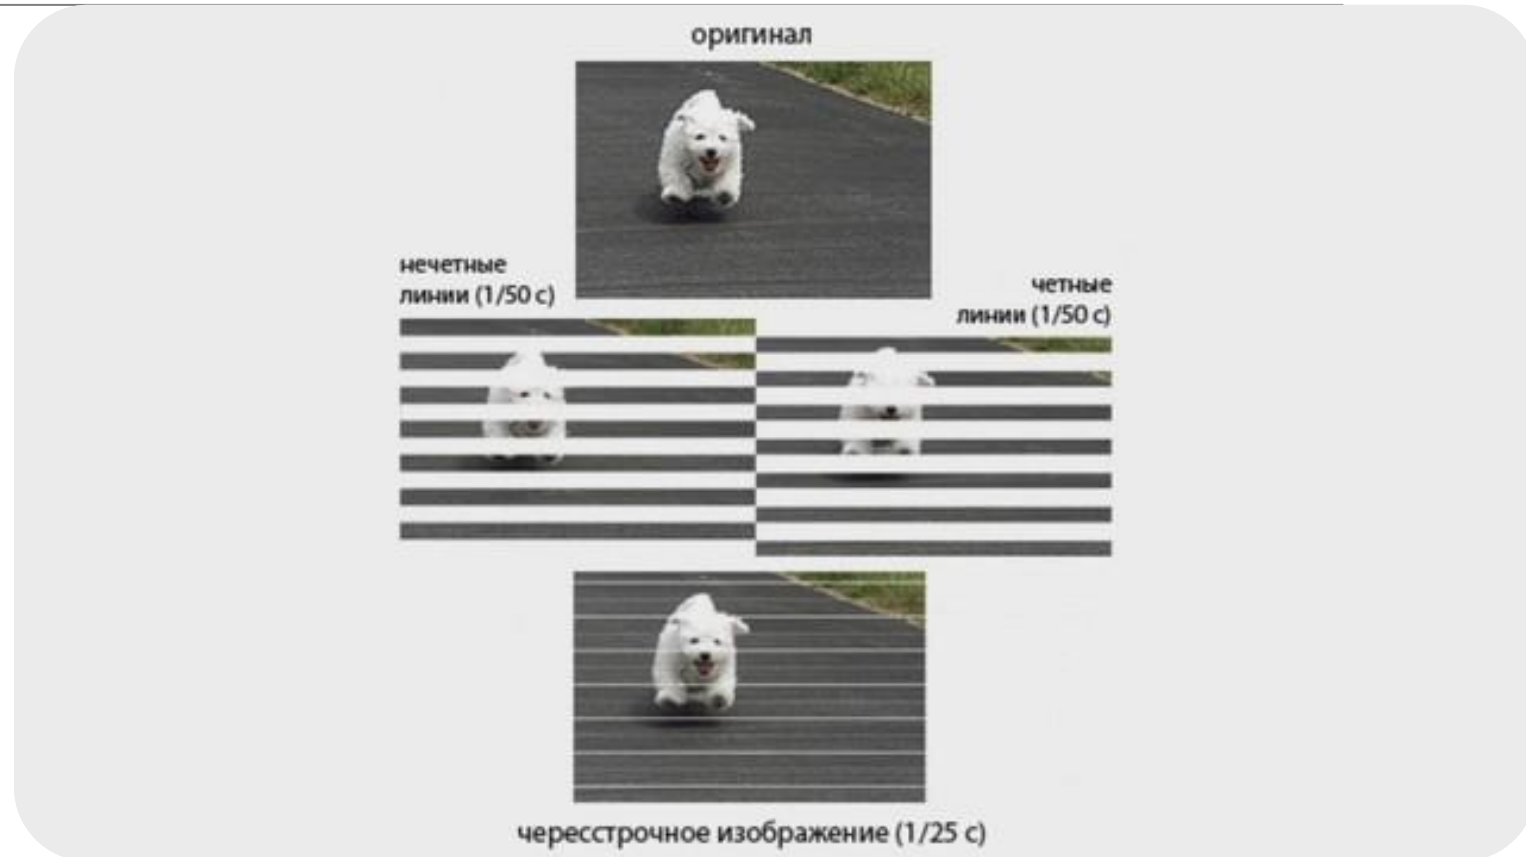 оригинал
нечетные
линии (1/50 с)
четные
линии (1/50 с)
чересстрочное изображение (1/25 с)